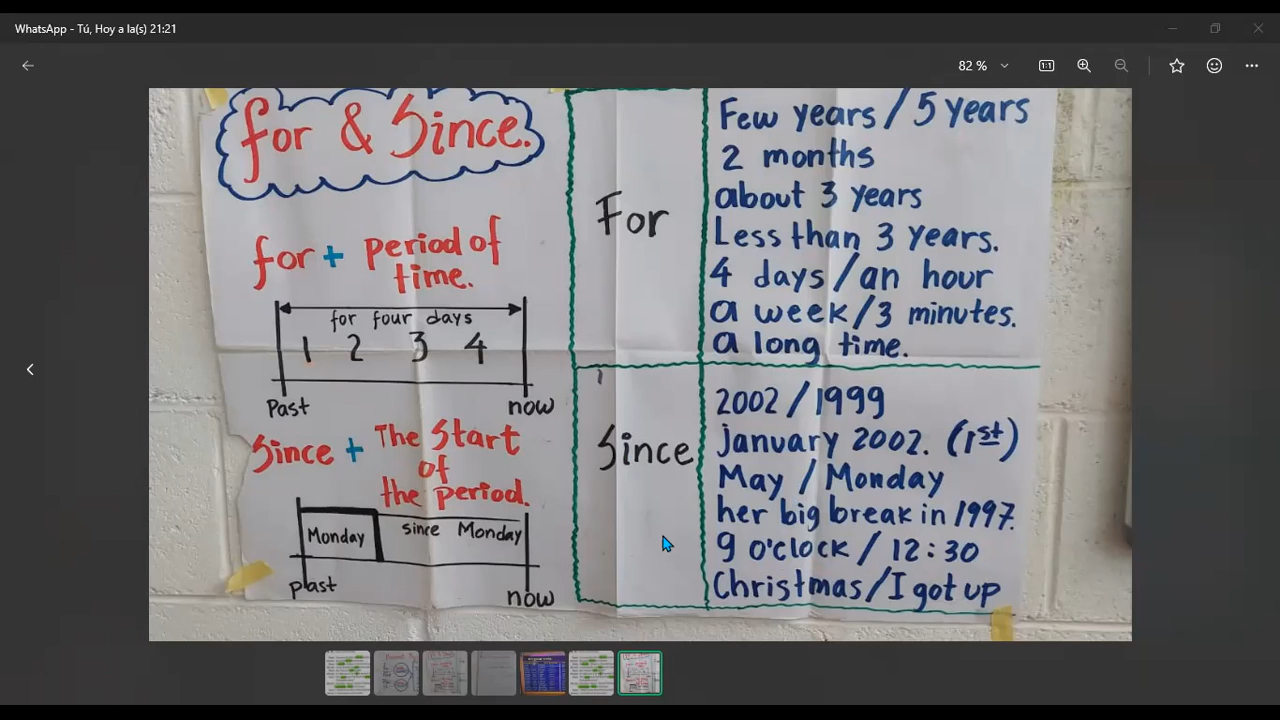 WhatsApp - Tú, Hoy a la(s) 21:21
82 %
for & Since.
for + period of
time.
for four days
1 2 3 4
Past now
Since + The Start
of
the period.
Monday since Monday
past now
For
Few years / 5 years
2 months
about 3 years
Less than 3 years.
4 days / an hour
a week / 3 minutes.
a long time.
Since
2002 / 1999
january 2002. (1st)
May / Monday
her big break in 1997.
9 o'clock / 12:30
Christmas / I got up